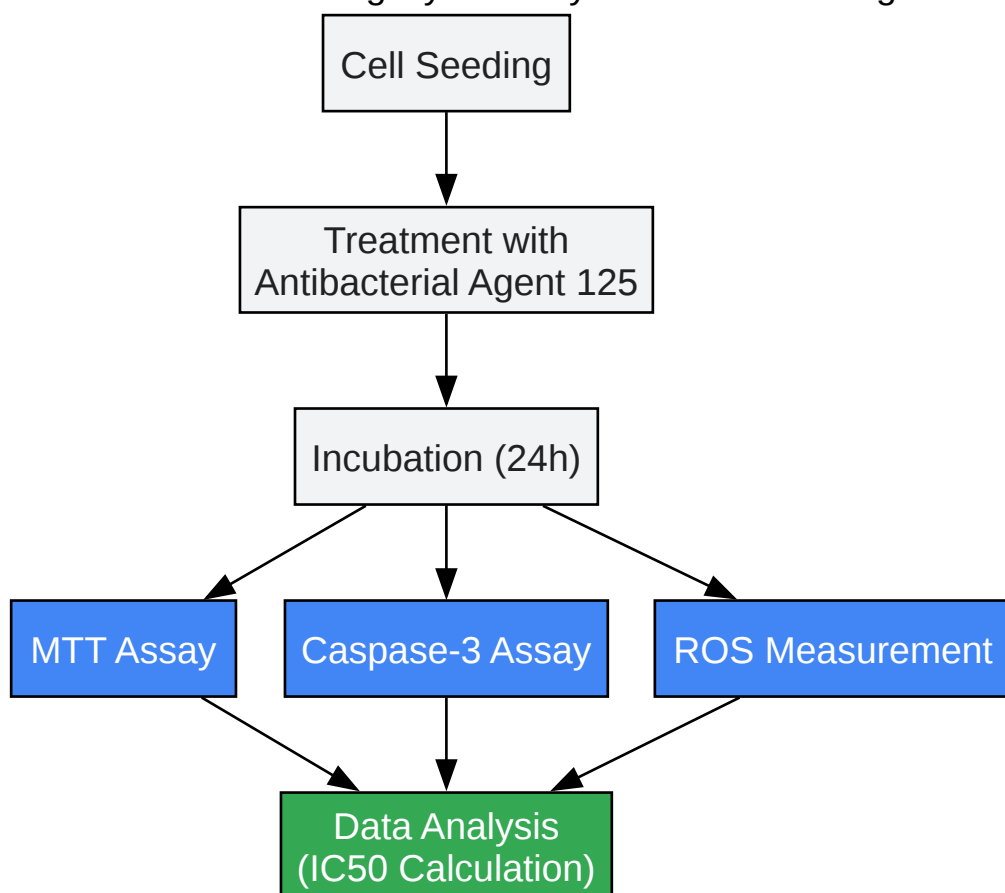 Cell Seeding
Treatment with
Antibacterial Agent 125
Incubation (24h)
MTT Assay
Caspase-3 Assay
ROS Measurement
Data Analysis
(IC50 Calculation)